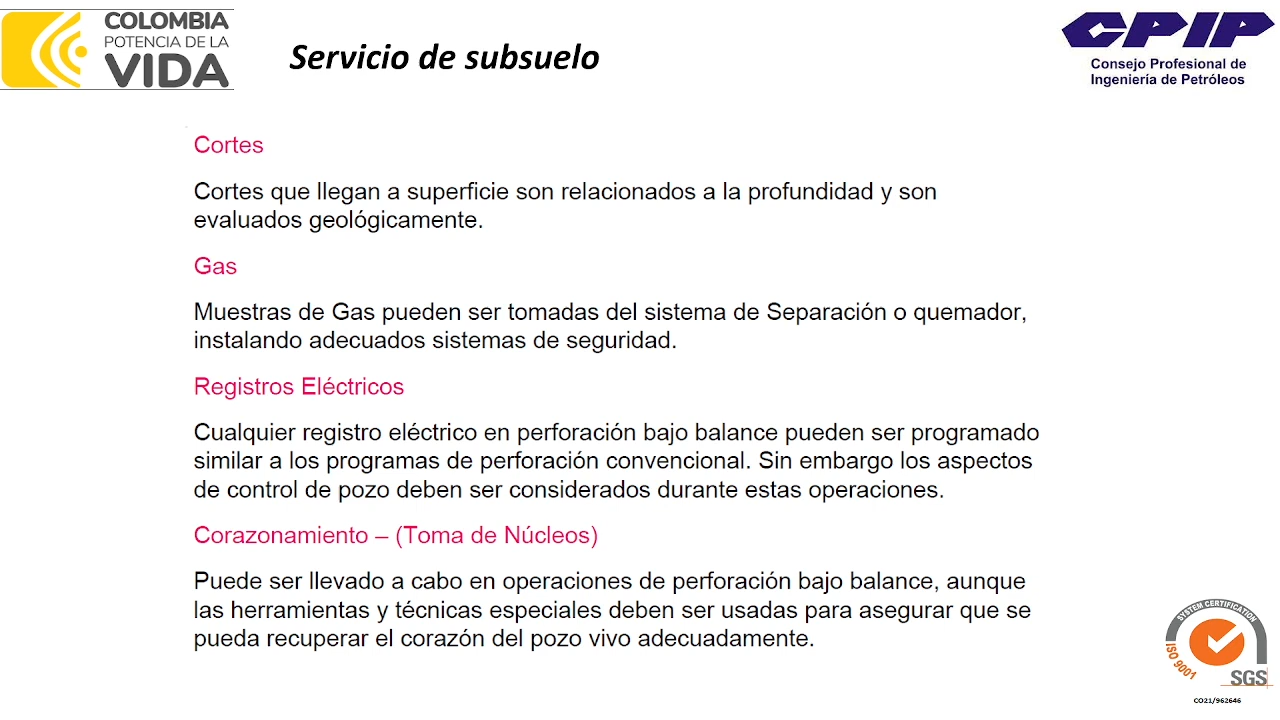 COLOMBIA
POTENCIA DE LA
VIDA
Servicio de subsuelo
CPIP
Consejo Profesional de
Ingeniería de Petróleos
Cortes
Cortes que llegan a superficie son relacionados a la profundidad y son
evaluados geológicamente.
Gas
Muestras de Gas pueden ser tomadas del sistema de Separación o quemador,
instalando adecuados sistemas de seguridad.
Registros Eléctricos
Cualquier registro eléctrico en perforación bajo balance pueden ser programado
similar a los programas de perforación convencional. Sin embargo los aspectos
de control de pozo deben ser considerados durante estas operaciones.
Corazonamiento – (Toma de Núcleos)
Puede ser llevado a cabo en operaciones de perforación bajo balance, aunque
las herramientas y técnicas especiales deben ser usadas para asegurar que se
pueda recuperar el corazón del pozo vivo adecuadamente.
SYSTEM CERTIFICATION
ISO 9001
SGS
CO21/962646